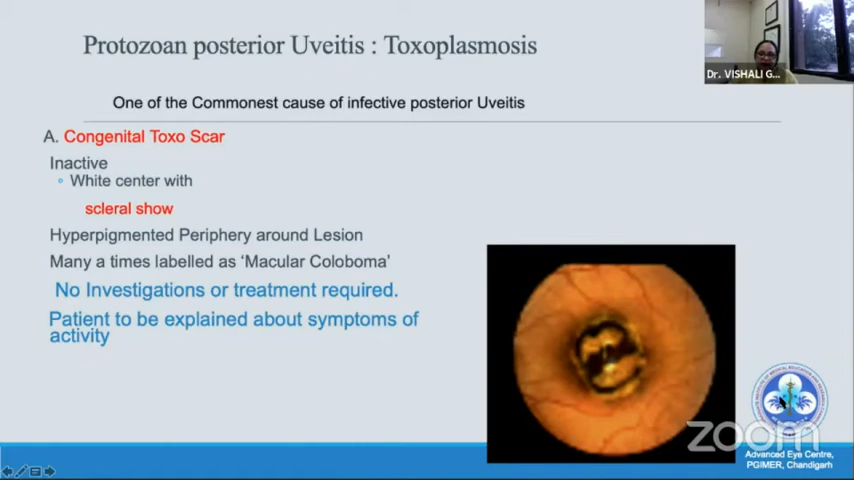 Protozoan posterior Uveitis : Toxoplasmosis
Dr. VISHALI G...
One of the Commonest cause of infective posterior Uveitis
A. Congenital Toxo Scar
Inactive
White center with
scleral show
Hyperpigmented Periphery around Lesion
Many a times labelled as ‘Macular Coloboma’
No Investigations or treatment required.
Patient to be explained about symptoms of
activity
zoom
Advanced Eye Centre,
PGIMER, Chandigarh